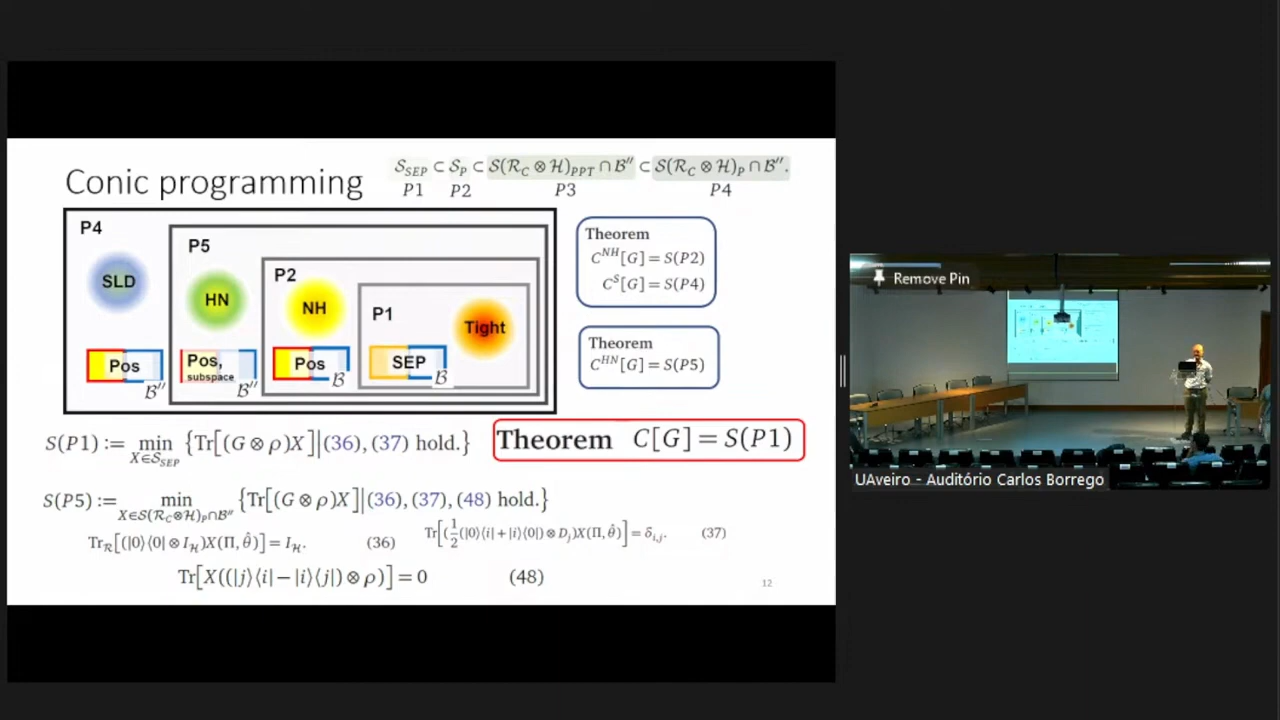 Conic programming
𝒮_SEP ⊂ 𝒮_P ⊂ 𝒮(ℛ_C ⊗ ℋ)_PPT ∩ ℬ″ ⊂ 𝒮(ℛ_C ⊗ ℋ)_P ∩ ℬ″.
P1 P2 P3 P4
P4
SLD
Pos
ℬ″
P5
HN
Pos,
subspace
ℬ″
P2
NH
Pos
ℬ
P1
Tight
SEP
ℬ
Theorem
C^{NH}[G] = S(P2)
C^{S}[G] = S(P4)
Theorem
C^{HN}[G] = S(P5)
S(P1) := min_{X∈𝒮_SEP} {Tr[(G ⊗ ρ)X]|(36), (37) hold.}
Theorem C[G] = S(P1)
S(P5) := min_{X∈𝒮(ℛ_C⊗ℋ)_P∩ℬ″} {Tr[(G ⊗ ρ)X]|(36), (37), (48) hold.}
Tr_ℛ[(|0⟩⟨0| ⊗ I_ℋ)X(Π, θ̂)] = I_ℋ. (36)
Tr[(½(|0⟩⟨i| + |i⟩⟨0|) ⊗ D_j)X(Π, θ̂)] = δ_{i,j}. (37)
Tr[X((|j⟩⟨i| − |i⟩⟨j|) ⊗ ρ)] = 0 (48)
12
Remove Pin
UAveiro - Auditório Carlos Borrego